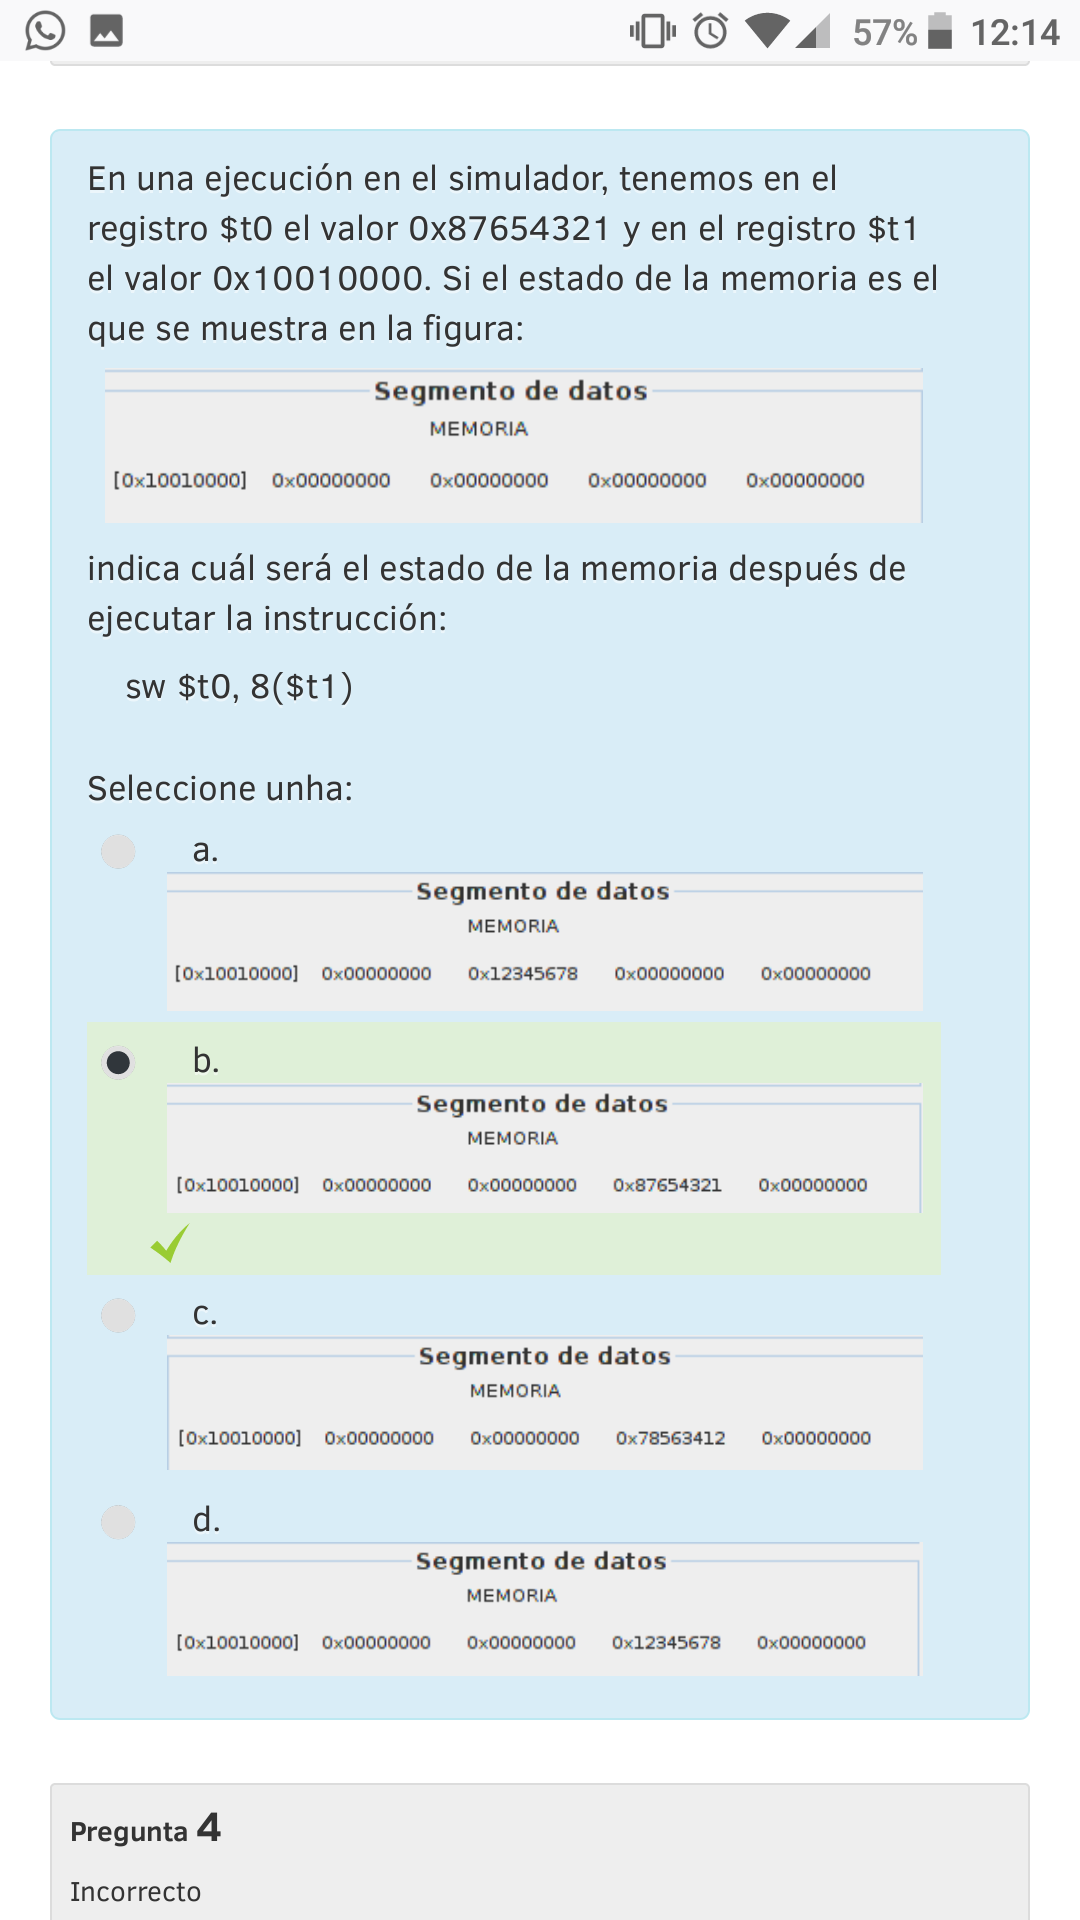 57% 12:14
En una ejecución en el simulador, tenemos en el
registro $t0 el valor 0x87654321 y en el registro $t1
el valor 0x10010000. Si el estado de la memoria es el
que se muestra en la figura:
Segmento de datos
MEMORIA
[0x10010000] 0x00000000 0x00000000 0x00000000 0x00000000
indica cuál será el estado de la memoria después de
ejecutar la instrucción:
sw $t0, 8($t1)
Seleccione unha:
a.
Segmento de datos
MEMORIA
[0x10010000] 0x00000000 0x12345678 0x00000000 0x00000000
b.
Segmento de datos
MEMORIA
[0x10010000] 0x00000000 0x00000000 0x87654321 0x00000000
c.
Segmento de datos
MEMORIA
[0x10010000] 0x00000000 0x00000000 0x78563412 0x00000000
d.
Segmento de datos
MEMORIA
[0x10010000] 0x00000000 0x00000000 0x12345678 0x00000000
Pregunta 4
Incorrecto